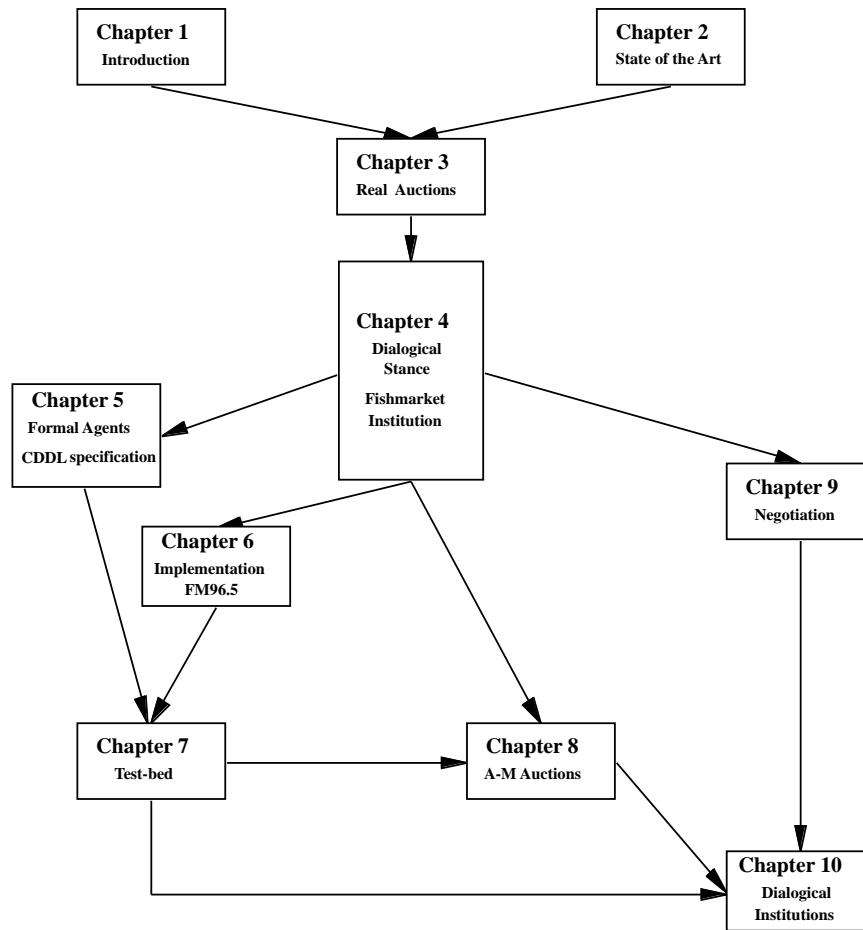 Chapter 1
Introduction
Chapter 2
State of the Art
Chapter 3
Real Auctions
Chapter 4
Dialogical
Stance
Fishmarket
Institution
Chapter 5
Formal Agents
CDDL specification
Chapter 9
Negotiation
Chapter 6
Implementation
FM96.5
Chapter 7
Test-bed
Chapter 8
A-M Auctions
Chapter 10
Dialogical
Institutions